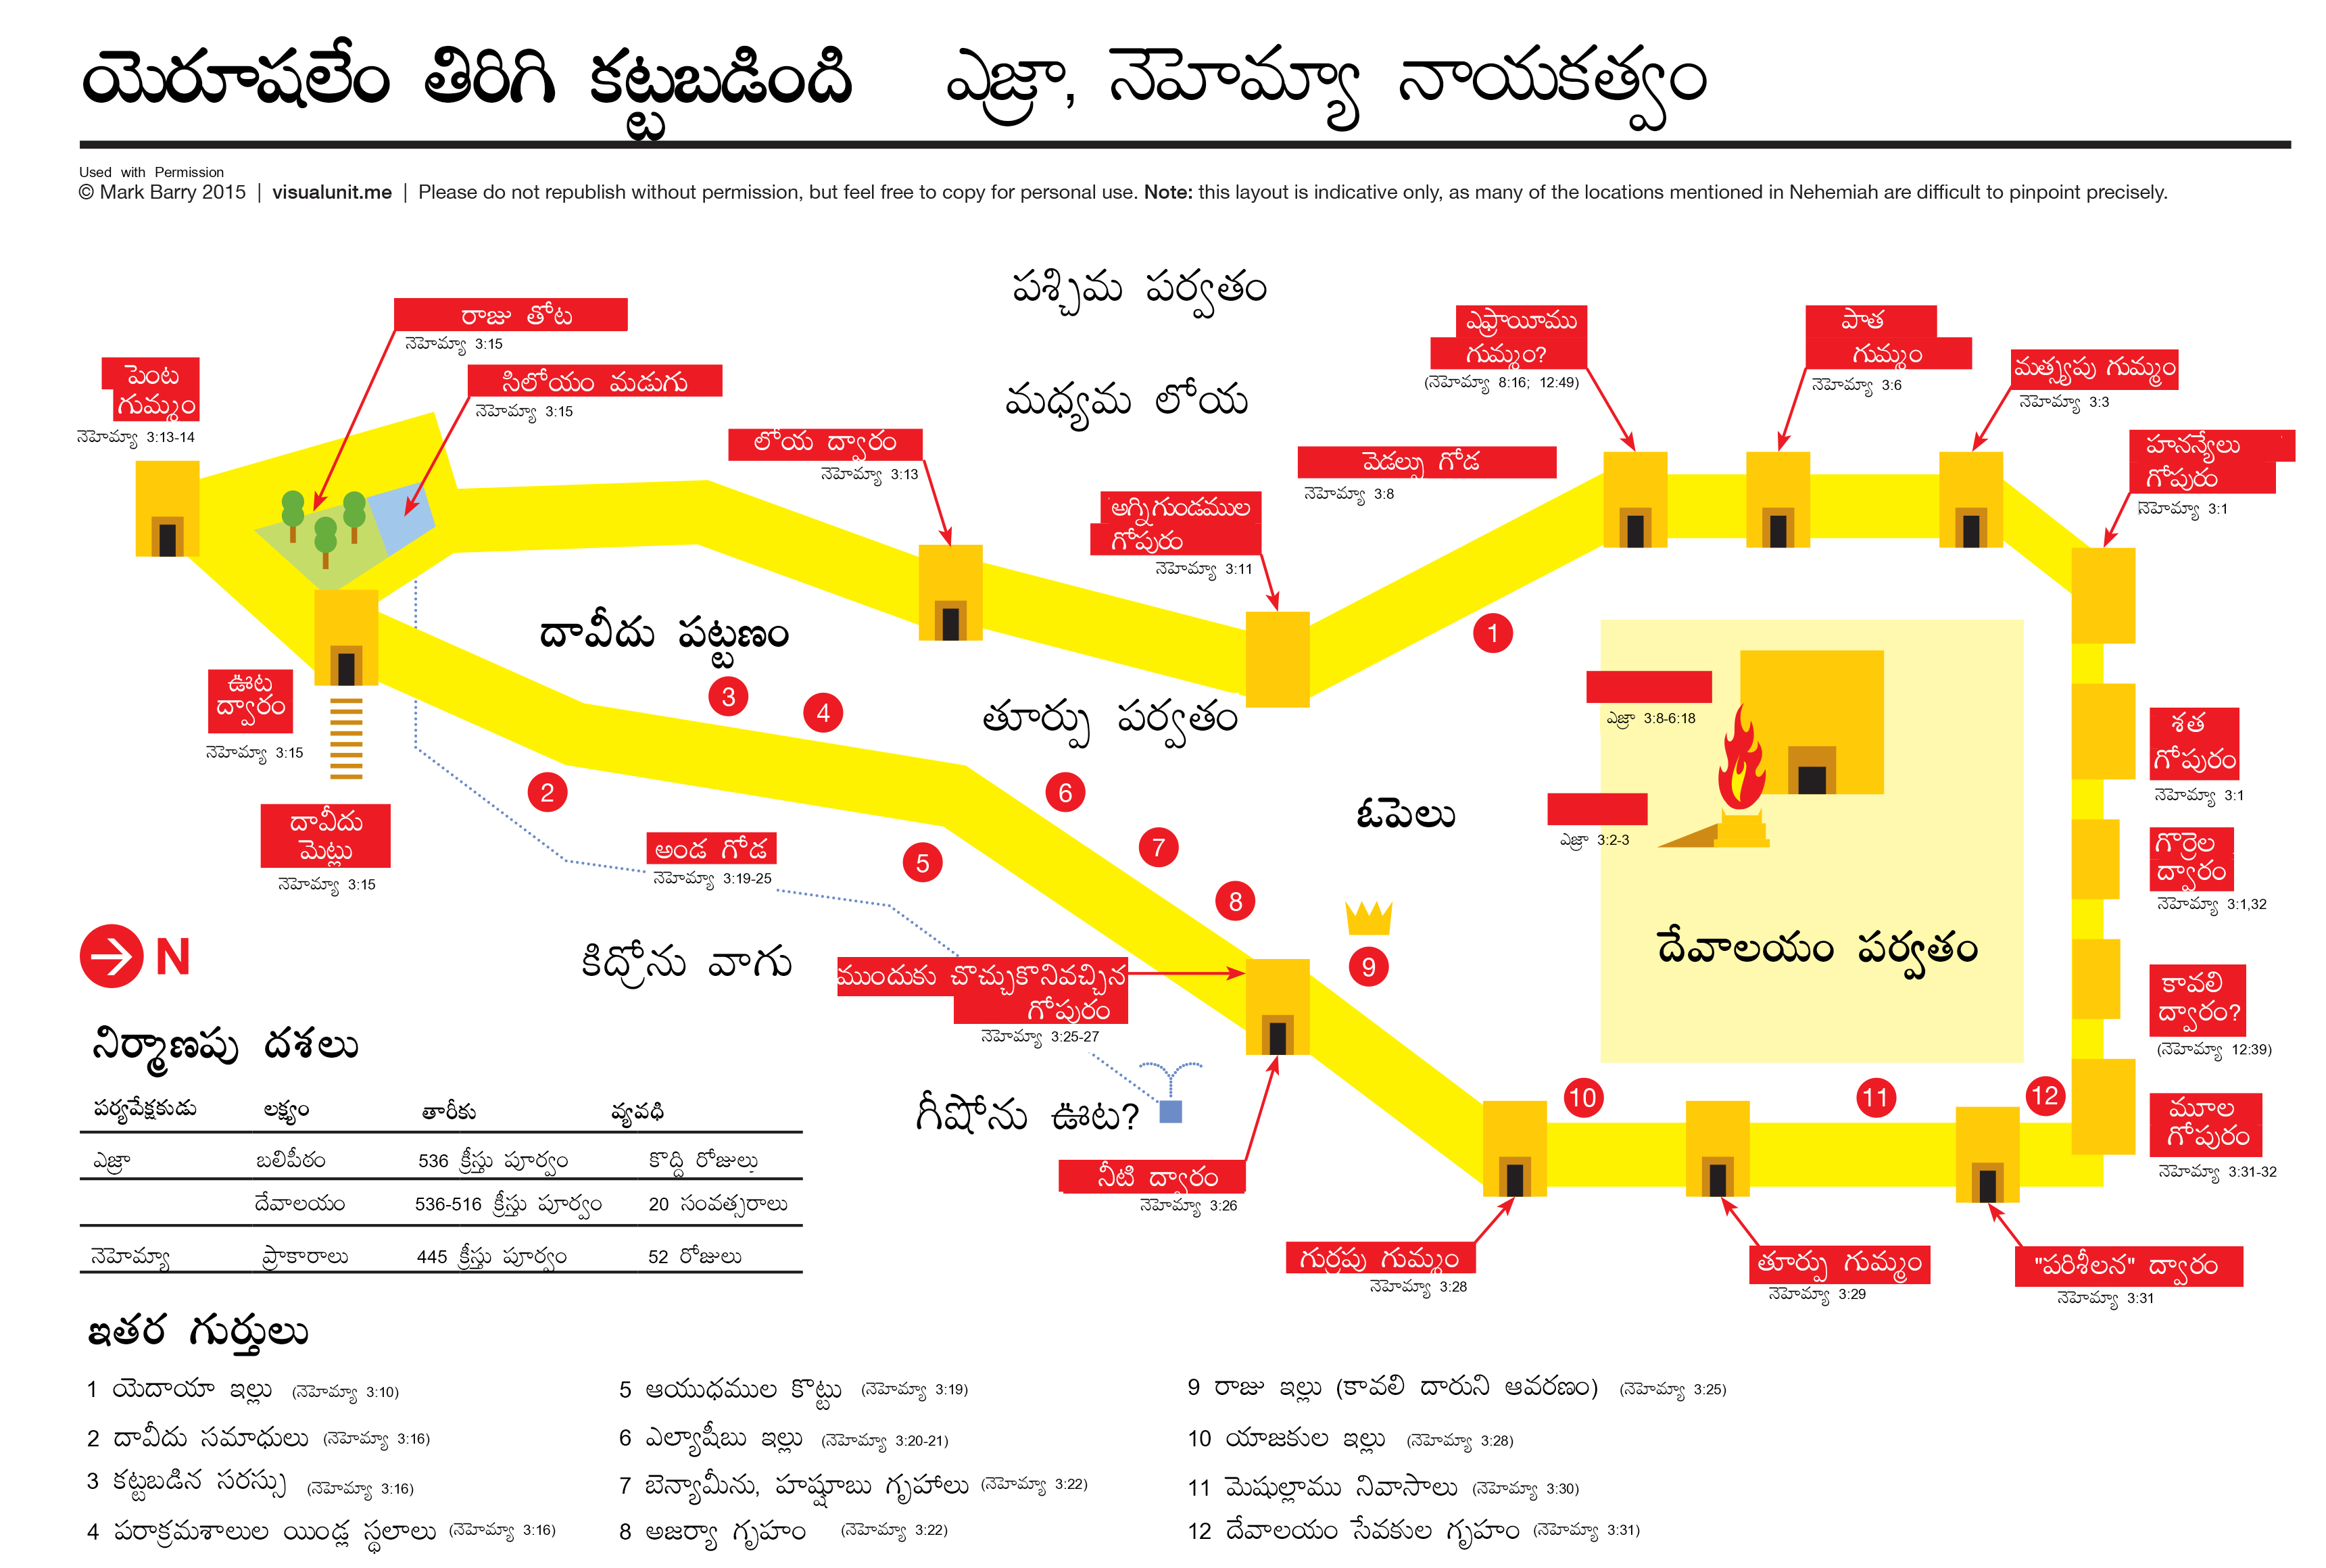 యెరూషలేం తిరిగి కట్టబడింది ఎజ్రా, నెహెమ్యా నాయకత్వం
Used with Permission
© Mark Barry 2015 | visualunit.me | Please do not republish without permission, but feel free to copy for personal use. Note: this layout is indicative only, as many of the locations mentioned in Nehemiah are difficult to pinpoint precisely.
పశ్చిమ పర్వతం
మధ్యమ లోయ
రాజు తోట
నెహెమ్యా 3:15
సిలోయం మడుగు
నెహెమ్యా 3:15
పెంట
గుమ్మం
నెహెమ్యా 3:13-14
లోయ ద్వారం
నెహెమ్యా 3:13
అగ్నిగుండముల
గోపురం
నెహెమ్యా 3:11
వెడల్పు గోడ
నెహెమ్యా 3:8
ఎఫ్రాయీము
గుమ్మం?
(నెహెమ్యా 8:16; 12:49)
పాత
గుమ్మం
నెహెమ్యా 3:6
మత్స్యపు గుమ్మం
నెహెమ్యా 3:3
హనన్యేలు
గోపురం
నెహెమ్యా 3:1
1
దావీదు పట్టణం
3
4
తూర్పు పర్వతం
ఎజ్రా 3:8-6:18
ఎజ్రా 3:2-3
ఓపెలు
దేవాలయం పర్వతం
శత
గోపురం
నెహెమ్యా 3:1
గొర్రెల
ద్వారం
నెహెమ్యా 3:1,32
కావలి
ద్వారం?
(నెహెమ్యా 12:39)
మూల
గోపురం
నెహెమ్యా 3:31-32
ఊట
ద్వారం
నెహెమ్యా 3:15
దావీదు
మెట్లు
నెహెమ్యా 3:15
2
అండ గోడ
నెహెమ్యా 3:19-25
5
6
7
8
9
10
11
12
N
కిద్రోను వాగు
ముందుకు చొచ్చుకొనివచ్చిన
గోపురం
నెహెమ్యా 3:25-27
గీషోను ఊట?
నీటి ద్వారం
నెహెమ్యా 3:26
గుర్రపు గుమ్మం
నెహెమ్యా 3:28
తూర్పు గుమ్మం
నెహెమ్యా 3:29
"పరిశీలన" ద్వారం
నెహెమ్యా 3:31
నిర్మాణపు దశలు
పర్యవేక్షకుడు లక్ష్యం తారీకు వ్యవధి
ఎజ్రా బలిపీఠం 536 క్రీస్తు పూర్వం కొద్ది రోజులు
దేవాలయం 536-516 క్రీస్తు పూర్వం 20 సంవత్సరాలు
నెహెమ్యా ప్రాకారాలు 445 క్రీస్తు పూర్వం 52 రోజులు
ఇతర గుర్తులు
1 యెదాయా ఇల్లు (నెహెమ్యా 3:10)
2 దావీదు సమాధులు (నెహెమ్యా 3:16)
3 కట్టబడిన సరస్సు (నెహెమ్యా 3:16)
4 పరాక్రమశాలుల యిండ్ల స్థలాలు (నెహెమ్యా 3:16)
5 ఆయుధముల కొట్టు (నెహెమ్యా 3:19)
6 ఎల్యాషీబు ఇల్లు (నెహెమ్యా 3:20-21)
7 బెన్యామీను, హష్షూబు గృహాలు (నెహెమ్యా 3:22)
8 అజర్యా గృహం (నెహెమ్యా 3:22)
9 రాజు ఇల్లు (కావలి దారుని ఆవరణం) (నెహెమ్యా 3:25)
10 యాజకుల ఇల్లు (నెహెమ్యా 3:28)
11 మెషుల్లాము నివాసాలు (నెహెమ్యా 3:30)
12 దేవాలయం సేవకుల గృహం (నెహెమ్యా 3:31)